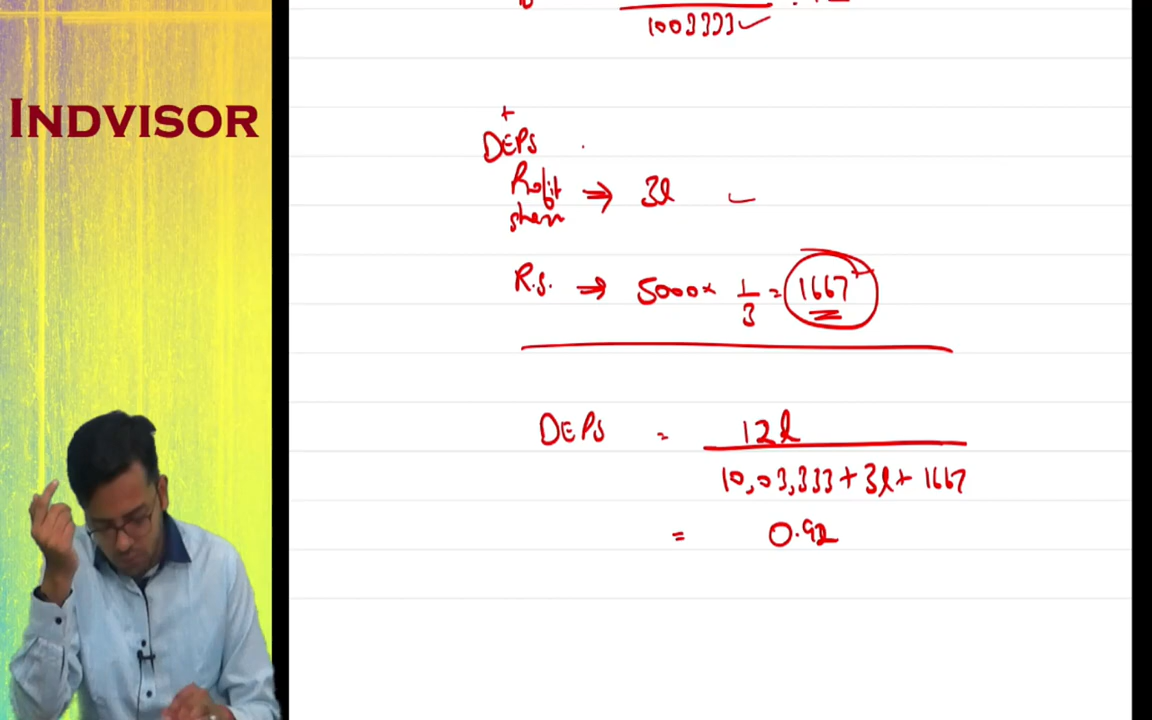 INDVISOR
1003333 ✓
+
DEPS
Profit ⇒ 3l
share
R.S. ⇒ 5000 × 1/3 = 1667
DEPS = 12l
10,03,333 + 3l + 1667
= 0.92